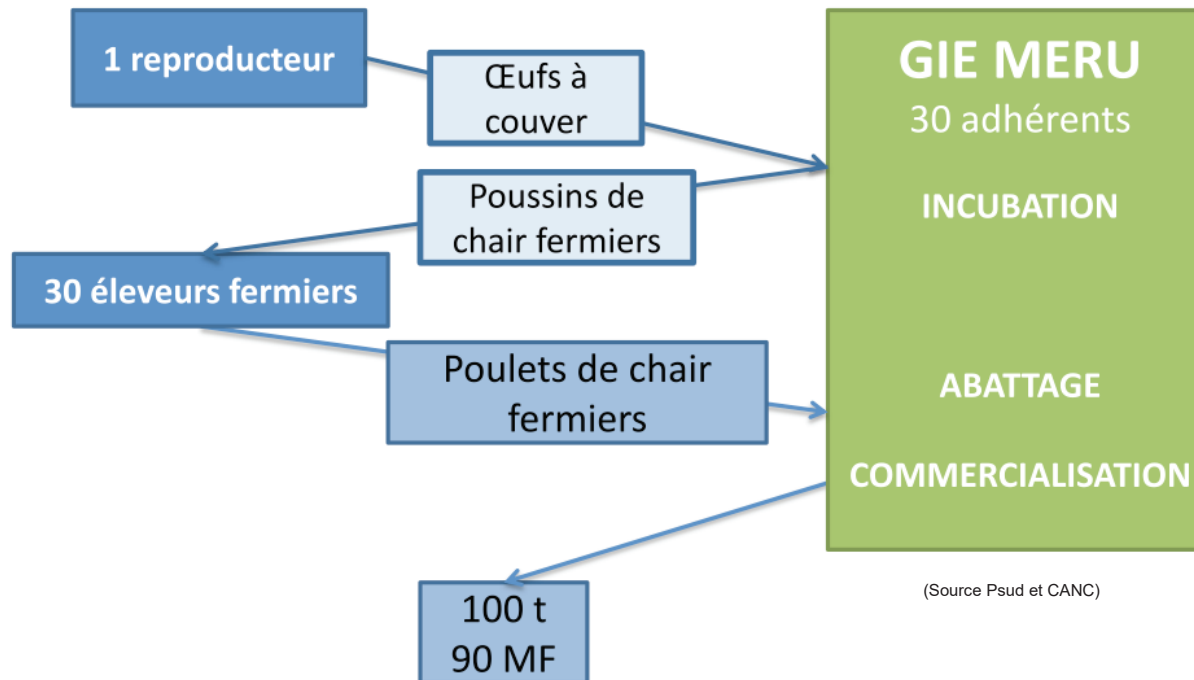 1 reproducteur
Œufs à
couver
GIE MERU
30 adhérents
Poussins de
chair fermiers
INCUBATION
30 éleveurs fermiers
Poulets de chair
fermiers
ABATTAGE
COMMERCIALISATION
100 t
90 MF
(Source Psud et CANC)